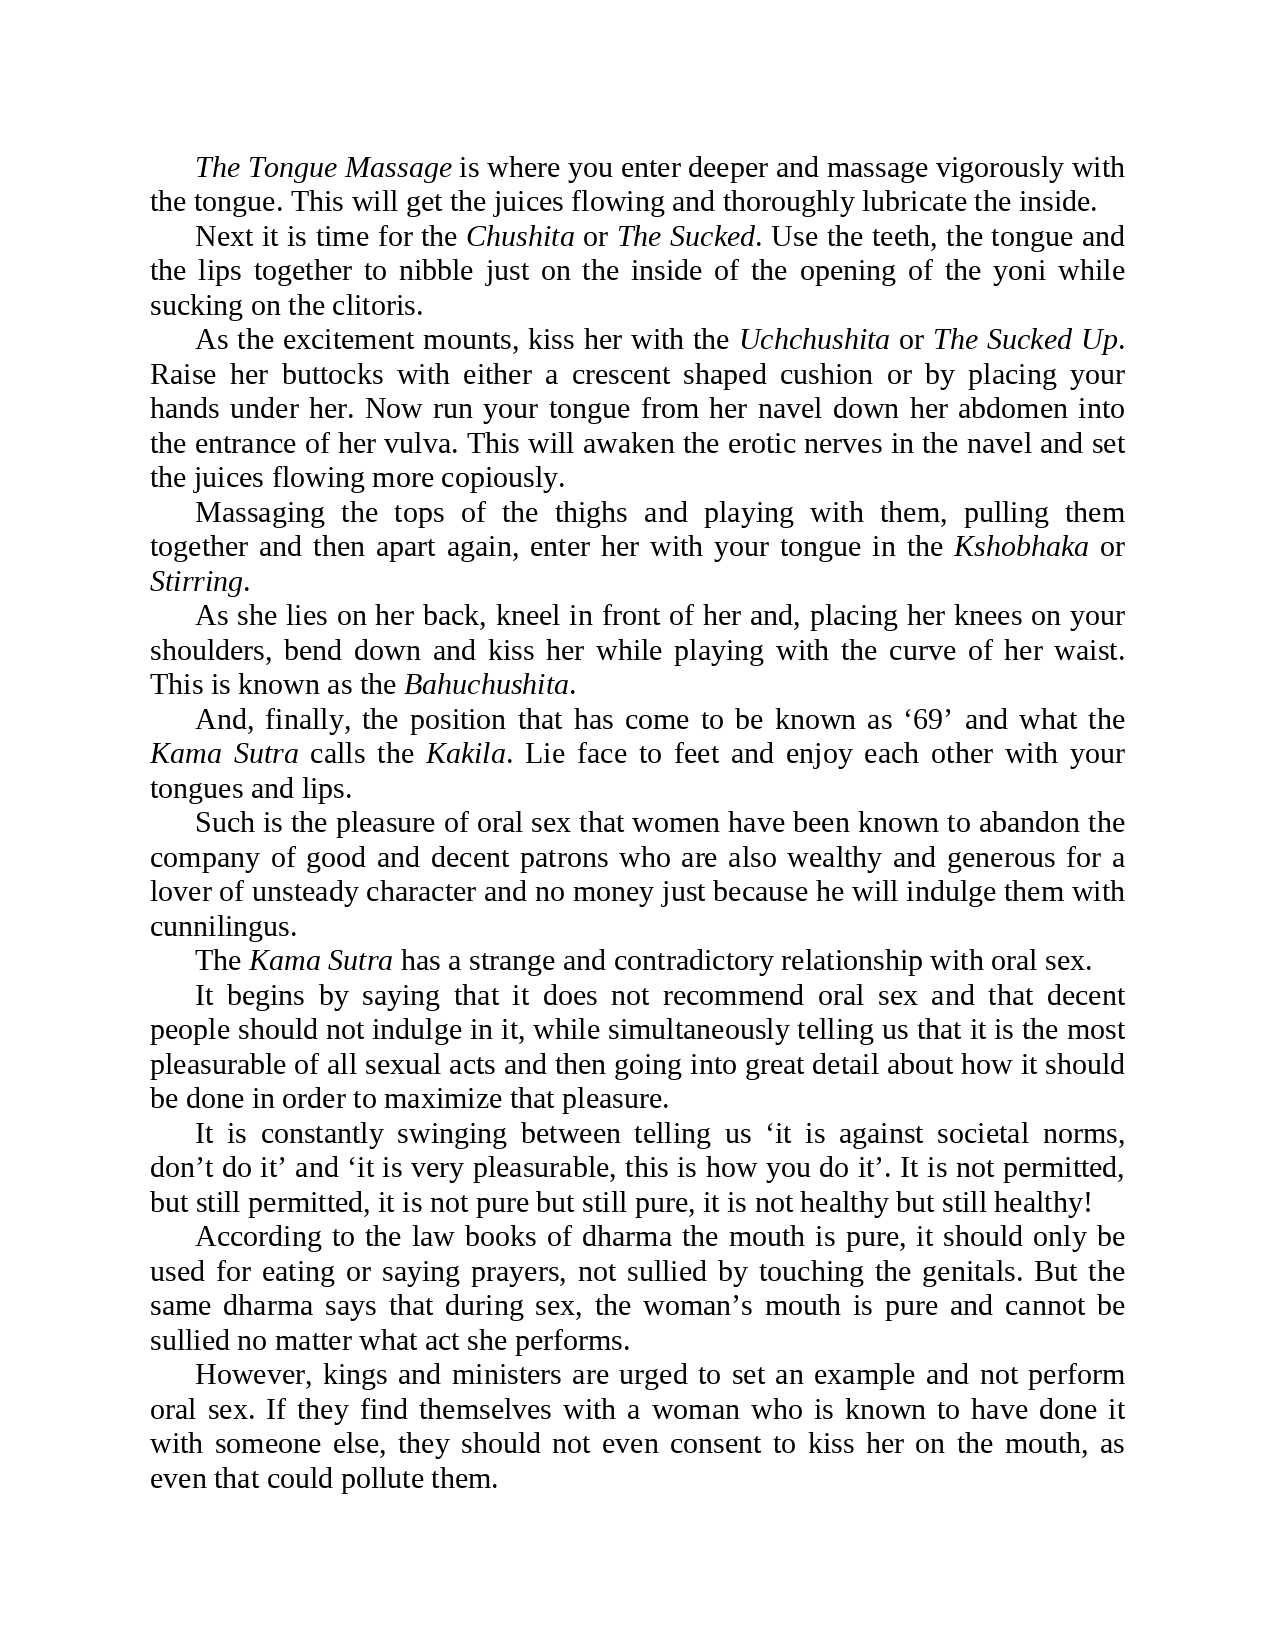 The Tongue Massage is where you enter deeper and massage vigorously with
the tongue. This will get the juices flowing and thoroughly lubricate the inside.
Next it is time for the Chushita or The Sucked. Use the teeth, the tongue and
the lips together to nibble just on the inside of the opening of the yoni while
sucking on the clitoris.
As the excitement mounts, kiss her with the Uchchushita or The Sucked Up.
Raise her buttocks with either a crescent shaped cushion or by placing your
hands under her. Now run your tongue from her navel down her abdomen into
the entrance of her vulva. This will awaken the erotic nerves in the navel and set
the juices flowing more copiously.
Massaging the tops of the thighs and playing with them, pulling them
together and then apart again, enter her with your tongue in the Kshobhaka or
Stirring.
As she lies on her back, kneel in front of her and, placing her knees on your
shoulders, bend down and kiss her while playing with the curve of her waist.
This is known as the Bahuchushita.
And, finally, the position that has come to be known as ‘69’ and what the
Kama Sutra calls the Kakila. Lie face to feet and enjoy each other with your
tongues and lips.
Such is the pleasure of oral sex that women have been known to abandon the
company of good and decent patrons who are also wealthy and generous for a
lover of unsteady character and no money just because he will indulge them with
cunnilingus.
The Kama Sutra has a strange and contradictory relationship with oral sex.
It begins by saying that it does not recommend oral sex and that decent
people should not indulge in it, while simultaneously telling us that it is the most
pleasurable of all sexual acts and then going into great detail about how it should
be done in order to maximize that pleasure.
It is constantly swinging between telling us ‘it is against societal norms,
don’t do it’ and ‘it is very pleasurable, this is how you do it’. It is not permitted,
but still permitted, it is not pure but still pure, it is not healthy but still healthy!
According to the law books of dharma the mouth is pure, it should only be
used for eating or saying prayers, not sullied by touching the genitals. But the
same dharma says that during sex, the woman’s mouth is pure and cannot be
sullied no matter what act she performs.
However, kings and ministers are urged to set an example and not perform
oral sex. If they find themselves with a woman who is known to have done it
with someone else, they should not even consent to kiss her on the mouth, as
even that could pollute them.